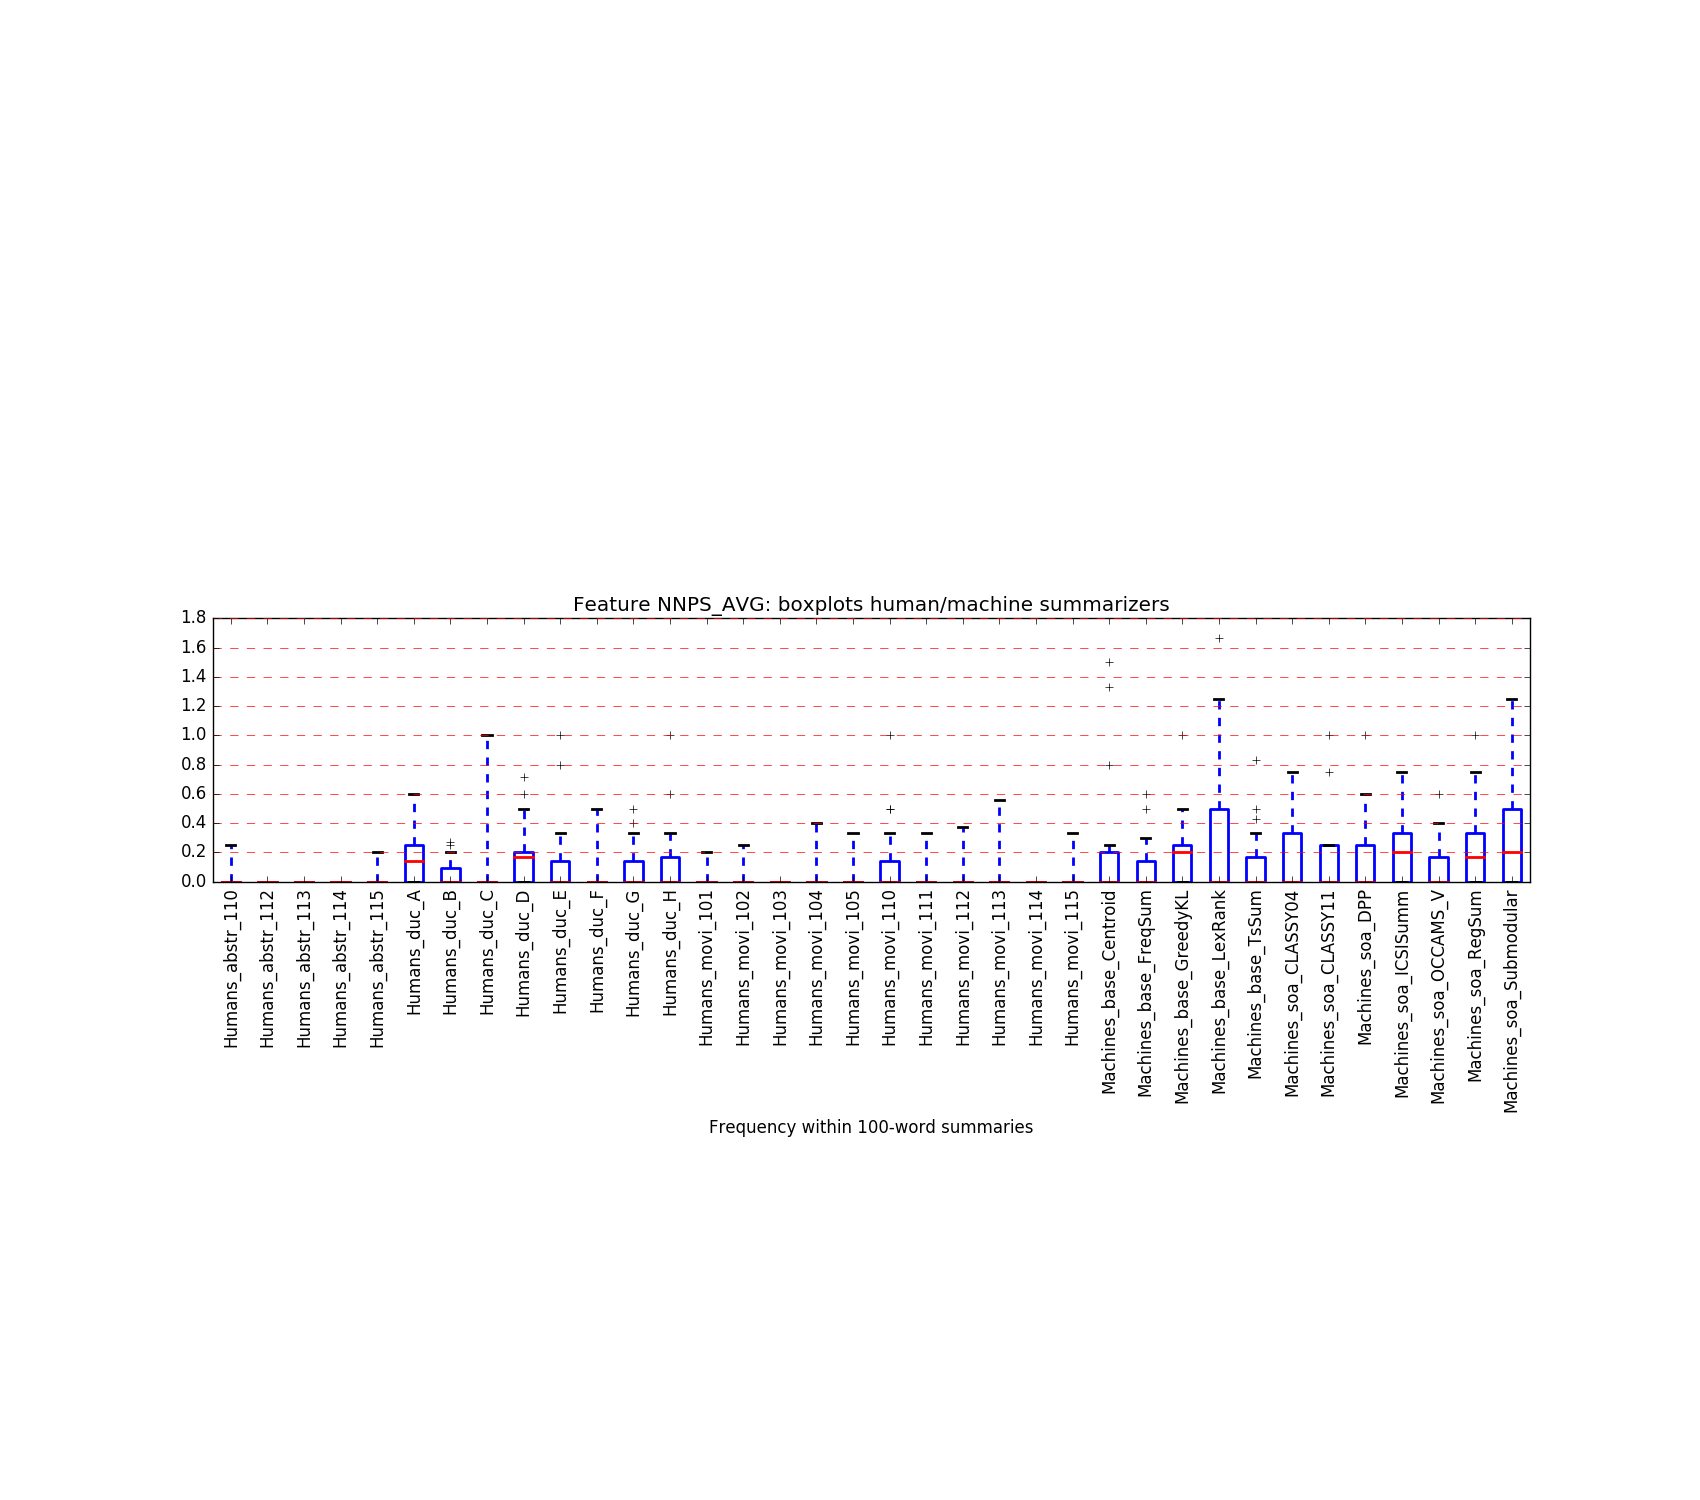 Feature NNPS_AVG: boxplots human/machine summarizers
1.8
1.6
1.4
1.2
1.0
0.8
0.6
0.4
0.2
0.0
Humans_abstr_110
Humans_abstr_112
Humans_abstr_113
Humans_abstr_114
Humans_abstr_115
Humans_duc_A
Humans_duc_B
Humans_duc_C
Humans_duc_D
Humans_duc_E
Humans_duc_F
Humans_duc_G
Humans_duc_H
Humans_movi_101
Humans_movi_102
Humans_movi_103
Humans_movi_104
Humans_movi_105
Humans_movi_110
Humans_movi_111
Humans_movi_112
Humans_movi_113
Humans_movi_114
Humans_movi_115
Machines_base_Centroid
Machines_base_FreqSum
Machines_base_GreedyKL
Machines_base_LexRank
Machines_base_TsSum
Machines_soa_CLASSY04
Machines_soa_CLASSY11
Machines_soa_DPP
Machines_soa_ICSISumm
Machines_soa_OCCAMS_V
Machines_soa_RegSum
Machines_soa_Submodular
Frequency within 100-word summaries